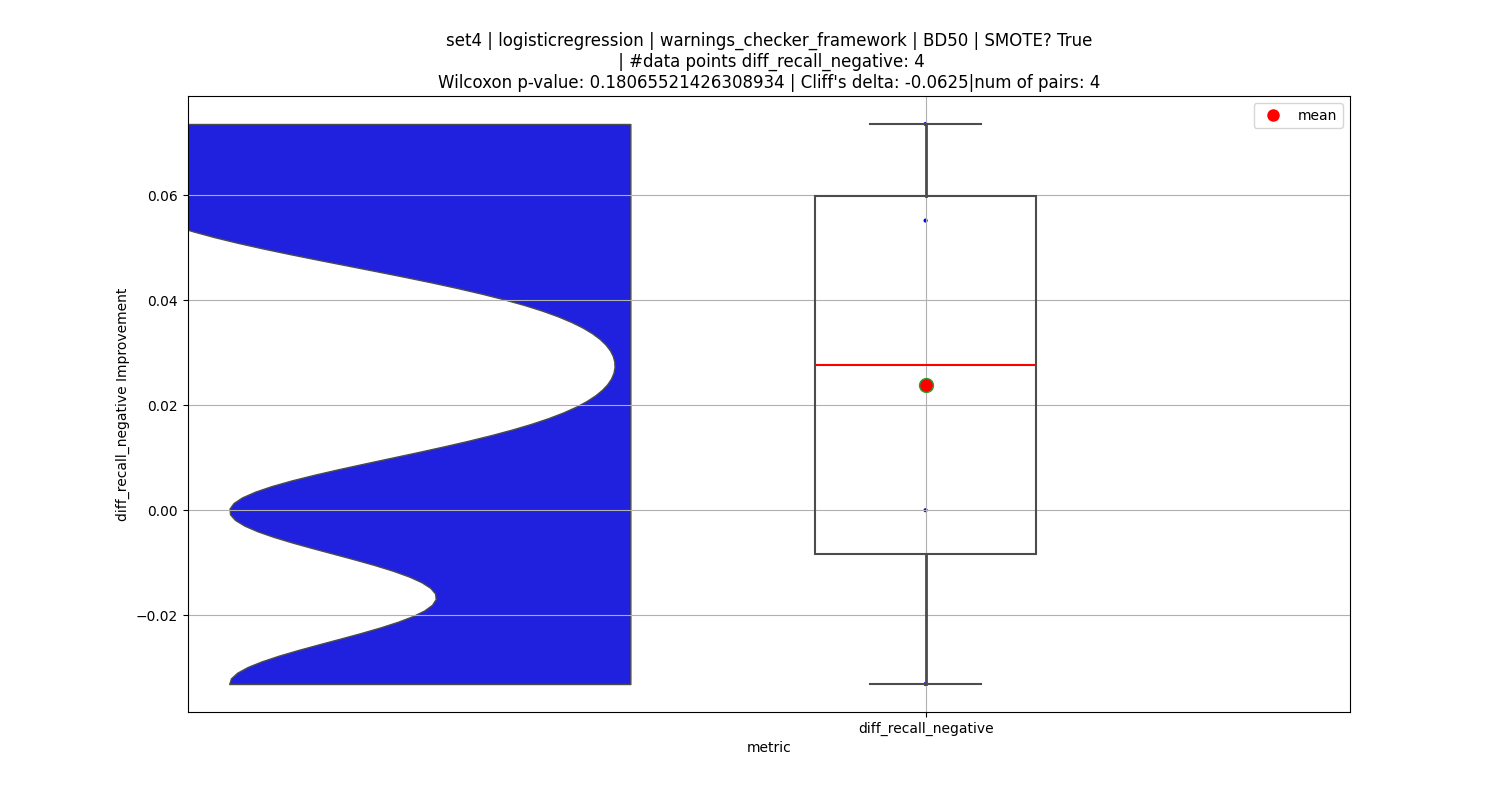 set4 | logisticregression | warnings_checker_framework | BD50 | SMOTE? True
| #data points diff_recall_negative: 4
Wilcoxon p-value: 0.18065521426308934 | Cliff's delta: -0.0625|num of pairs: 4
mean
0.06
0.04
0.02
0.00
−0.02
diff_recall_negative Improvement
diff_recall_negative
metric